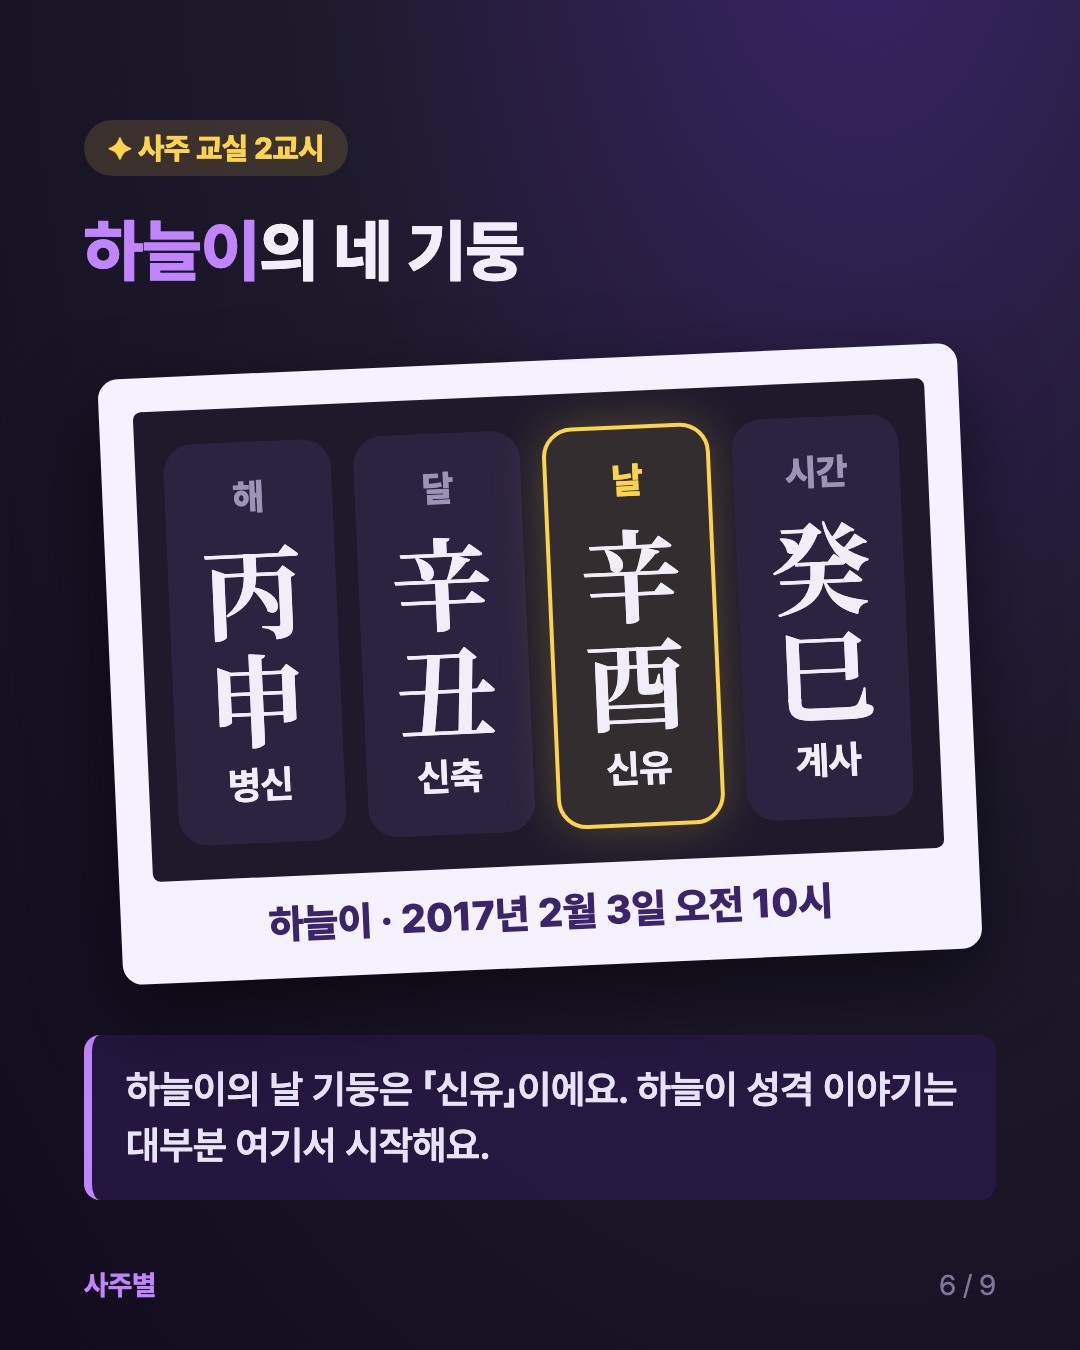 ✦ 사주 교실 2교시
하늘이의 네 기둥
해
丙
申
병신
달
辛
丑
신축
날
辛
酉
신유
시간
癸
巳
계사
하늘이 · 2017년 2월 3일 오전 10시
하늘이의 날 기둥은 「신유」이에요. 하늘이 성격 이야기는
대부분 여기서 시작해요.
사주별
6 / 9